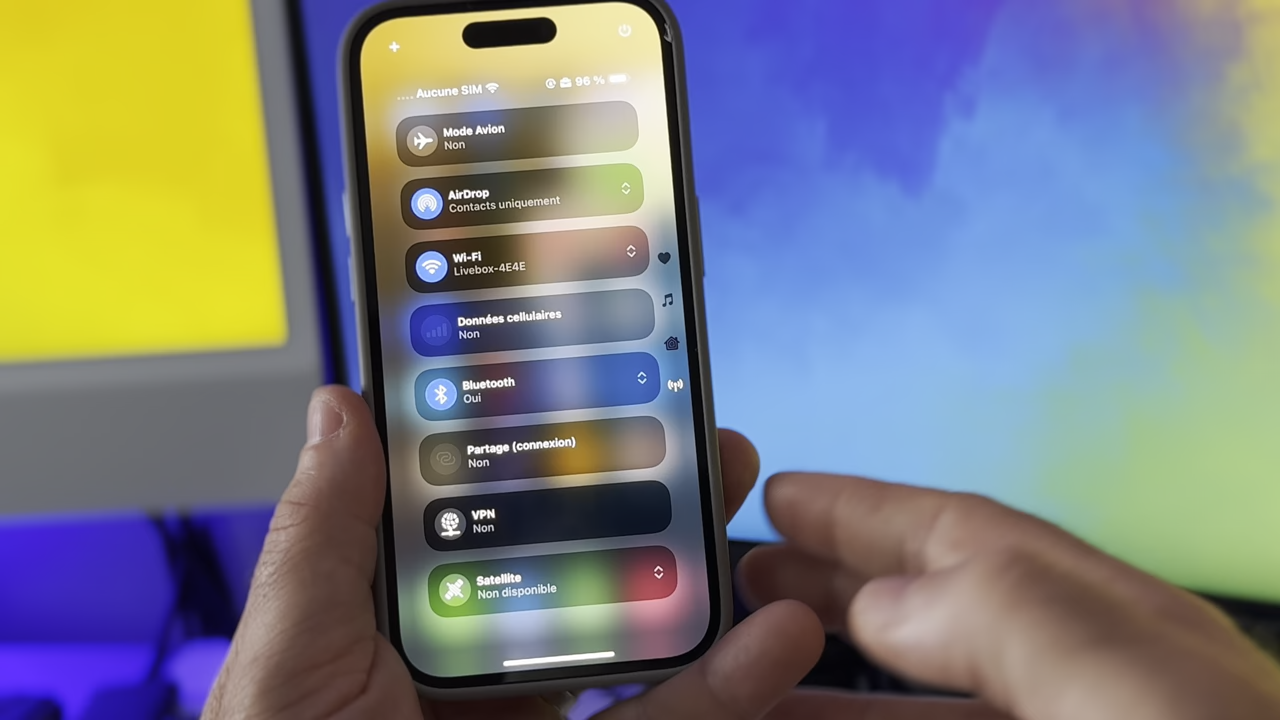 Aucune SIM 96 %
Mode Avion
Non
AirDrop
Contacts uniquement
Wi-Fi
Livebox-4E4E
Données cellulaires
Non
Bluetooth
Oui
Partage (connexion)
Non
VPN
Non
Satellite
Non disponible